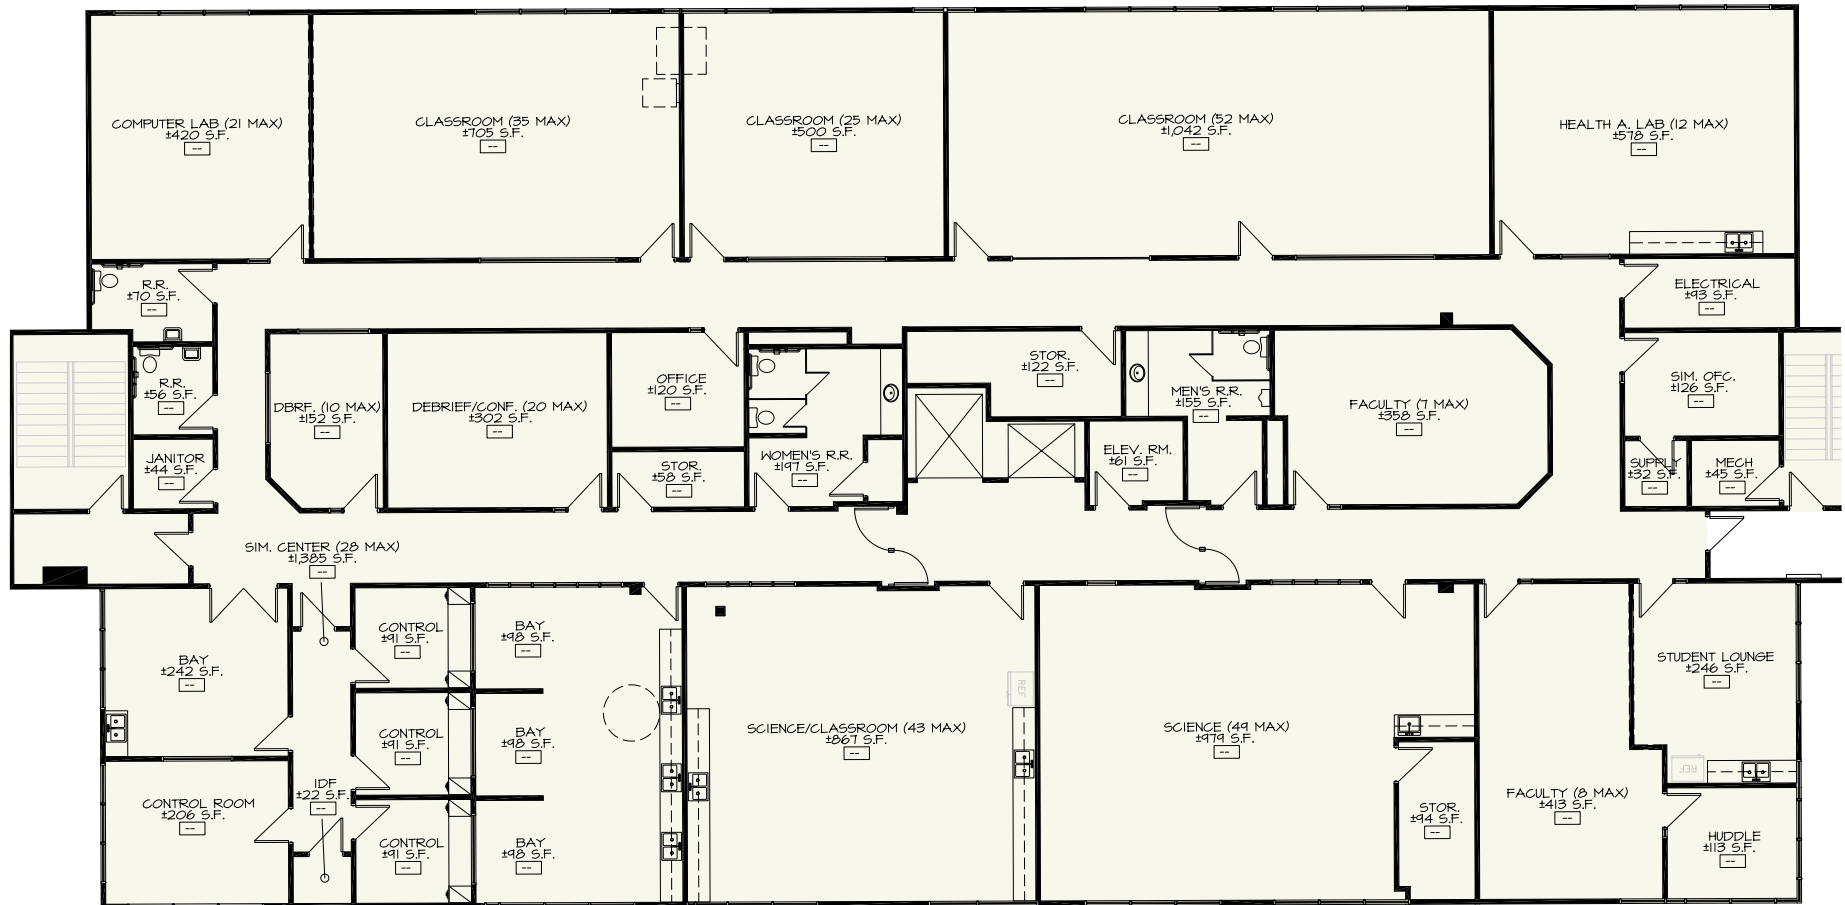 COMPUTER LAB (21 MAX)
±420 S.F.
--
CLASSROOM (35 MAX)
±705 S.F.
--
CLASSROOM (25 MAX)
±500 S.F.
--
CLASSROOM (52 MAX)
±1,042 S.F.
--
HEALTH A. LAB (12 MAX)
±578 S.F.
--
R.R.
±70 S.F.
--
ELECTRICAL
±93 S.F.
--
R.R.
±56 S.F.
--
DBRF. (10 MAX)
±152 S.F.
--
DEBRIEF/CONF. (20 MAX)
±302 S.F.
--
OFFICE
±120 S.F.
--
STOR.
±122 S.F.
--
MEN'S R.R.
±155 S.F.
--
FACULTY (7 MAX)
±358 S.F.
--
SIM. OFC.
±126 S.F.
--
JANITOR
±44 S.F.
--
STOR.
±58 S.F.
--
WOMEN'S R.R.
±197 S.F.
--
ELEV. RM.
±61 S.F.
--
SUPPLY
±32 S.F.
--
MECH
±45 S.F.
--
SIM. CENTER (28 MAX)
±1,385 S.F.
--
BAY
±242 S.F.
--
CONTROL
±91 S.F.
--
BAY
±98 S.F.
--
CONTROL
±91 S.F.
--
BAY
±98 S.F.
--
REF
SCIENCE/CLASSROOM (43 MAX)
±867 S.F.
--
SCIENCE (49 MAX)
±979 S.F.
--
STUDENT LOUNGE
±246 S.F.
--
REF
CONTROL ROOM
±206 S.F.
--
IDF
±22 S.F.
--
CONTROL
±91 S.F.
--
BAY
±98 S.F.
--
STOR.
±94 S.F.
--
FACULTY (8 MAX)
±413 S.F.
--
HUDDLE
±113 S.F.
--